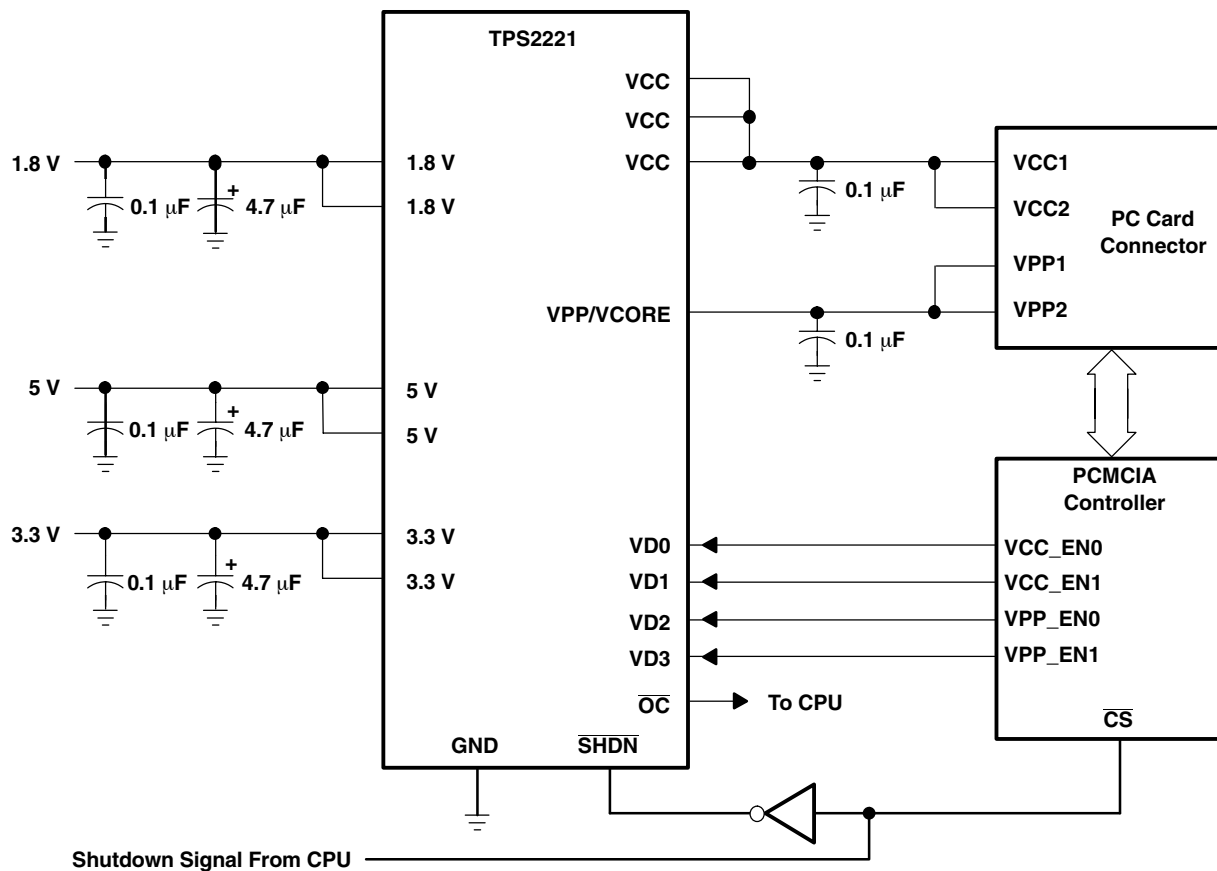 TPS2221
VCC
VCC
VCC
1.8 V
1.8 V
1.8 V
0.1 μF
+
4.7 μF
0.1 μF
VCC1
VCC2
PC Card
Connector
VPP1
VPP2
VPP/VCORE
0.1 μF
5 V
5 V
5 V
0.1 μF
+
4.7 μF
3.3 V
3.3 V
3.3 V
0.1 μF
+
4.7 μF
PCMCIA
Controller
VD0
VCC_EN0
VD1
VCC_EN1
VD2
VPP_EN0
VD3
VPP_EN1
OC
To CPU
CS
GND
SHDN
Shutdown Signal From CPU